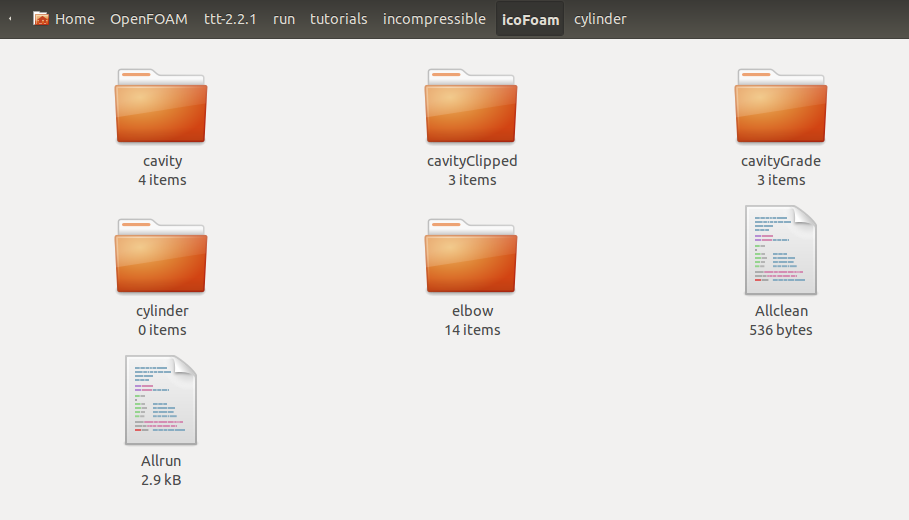 Home OpenFOAM ttt-2.2.1 run tutorials incompressible icoFoam cylinder
cavity cavityClipped cavityGrade
4 items 3 items 3 items
cylinder elbow Allclean
0 items 14 items 536 bytes
Allrun
2.9 kB